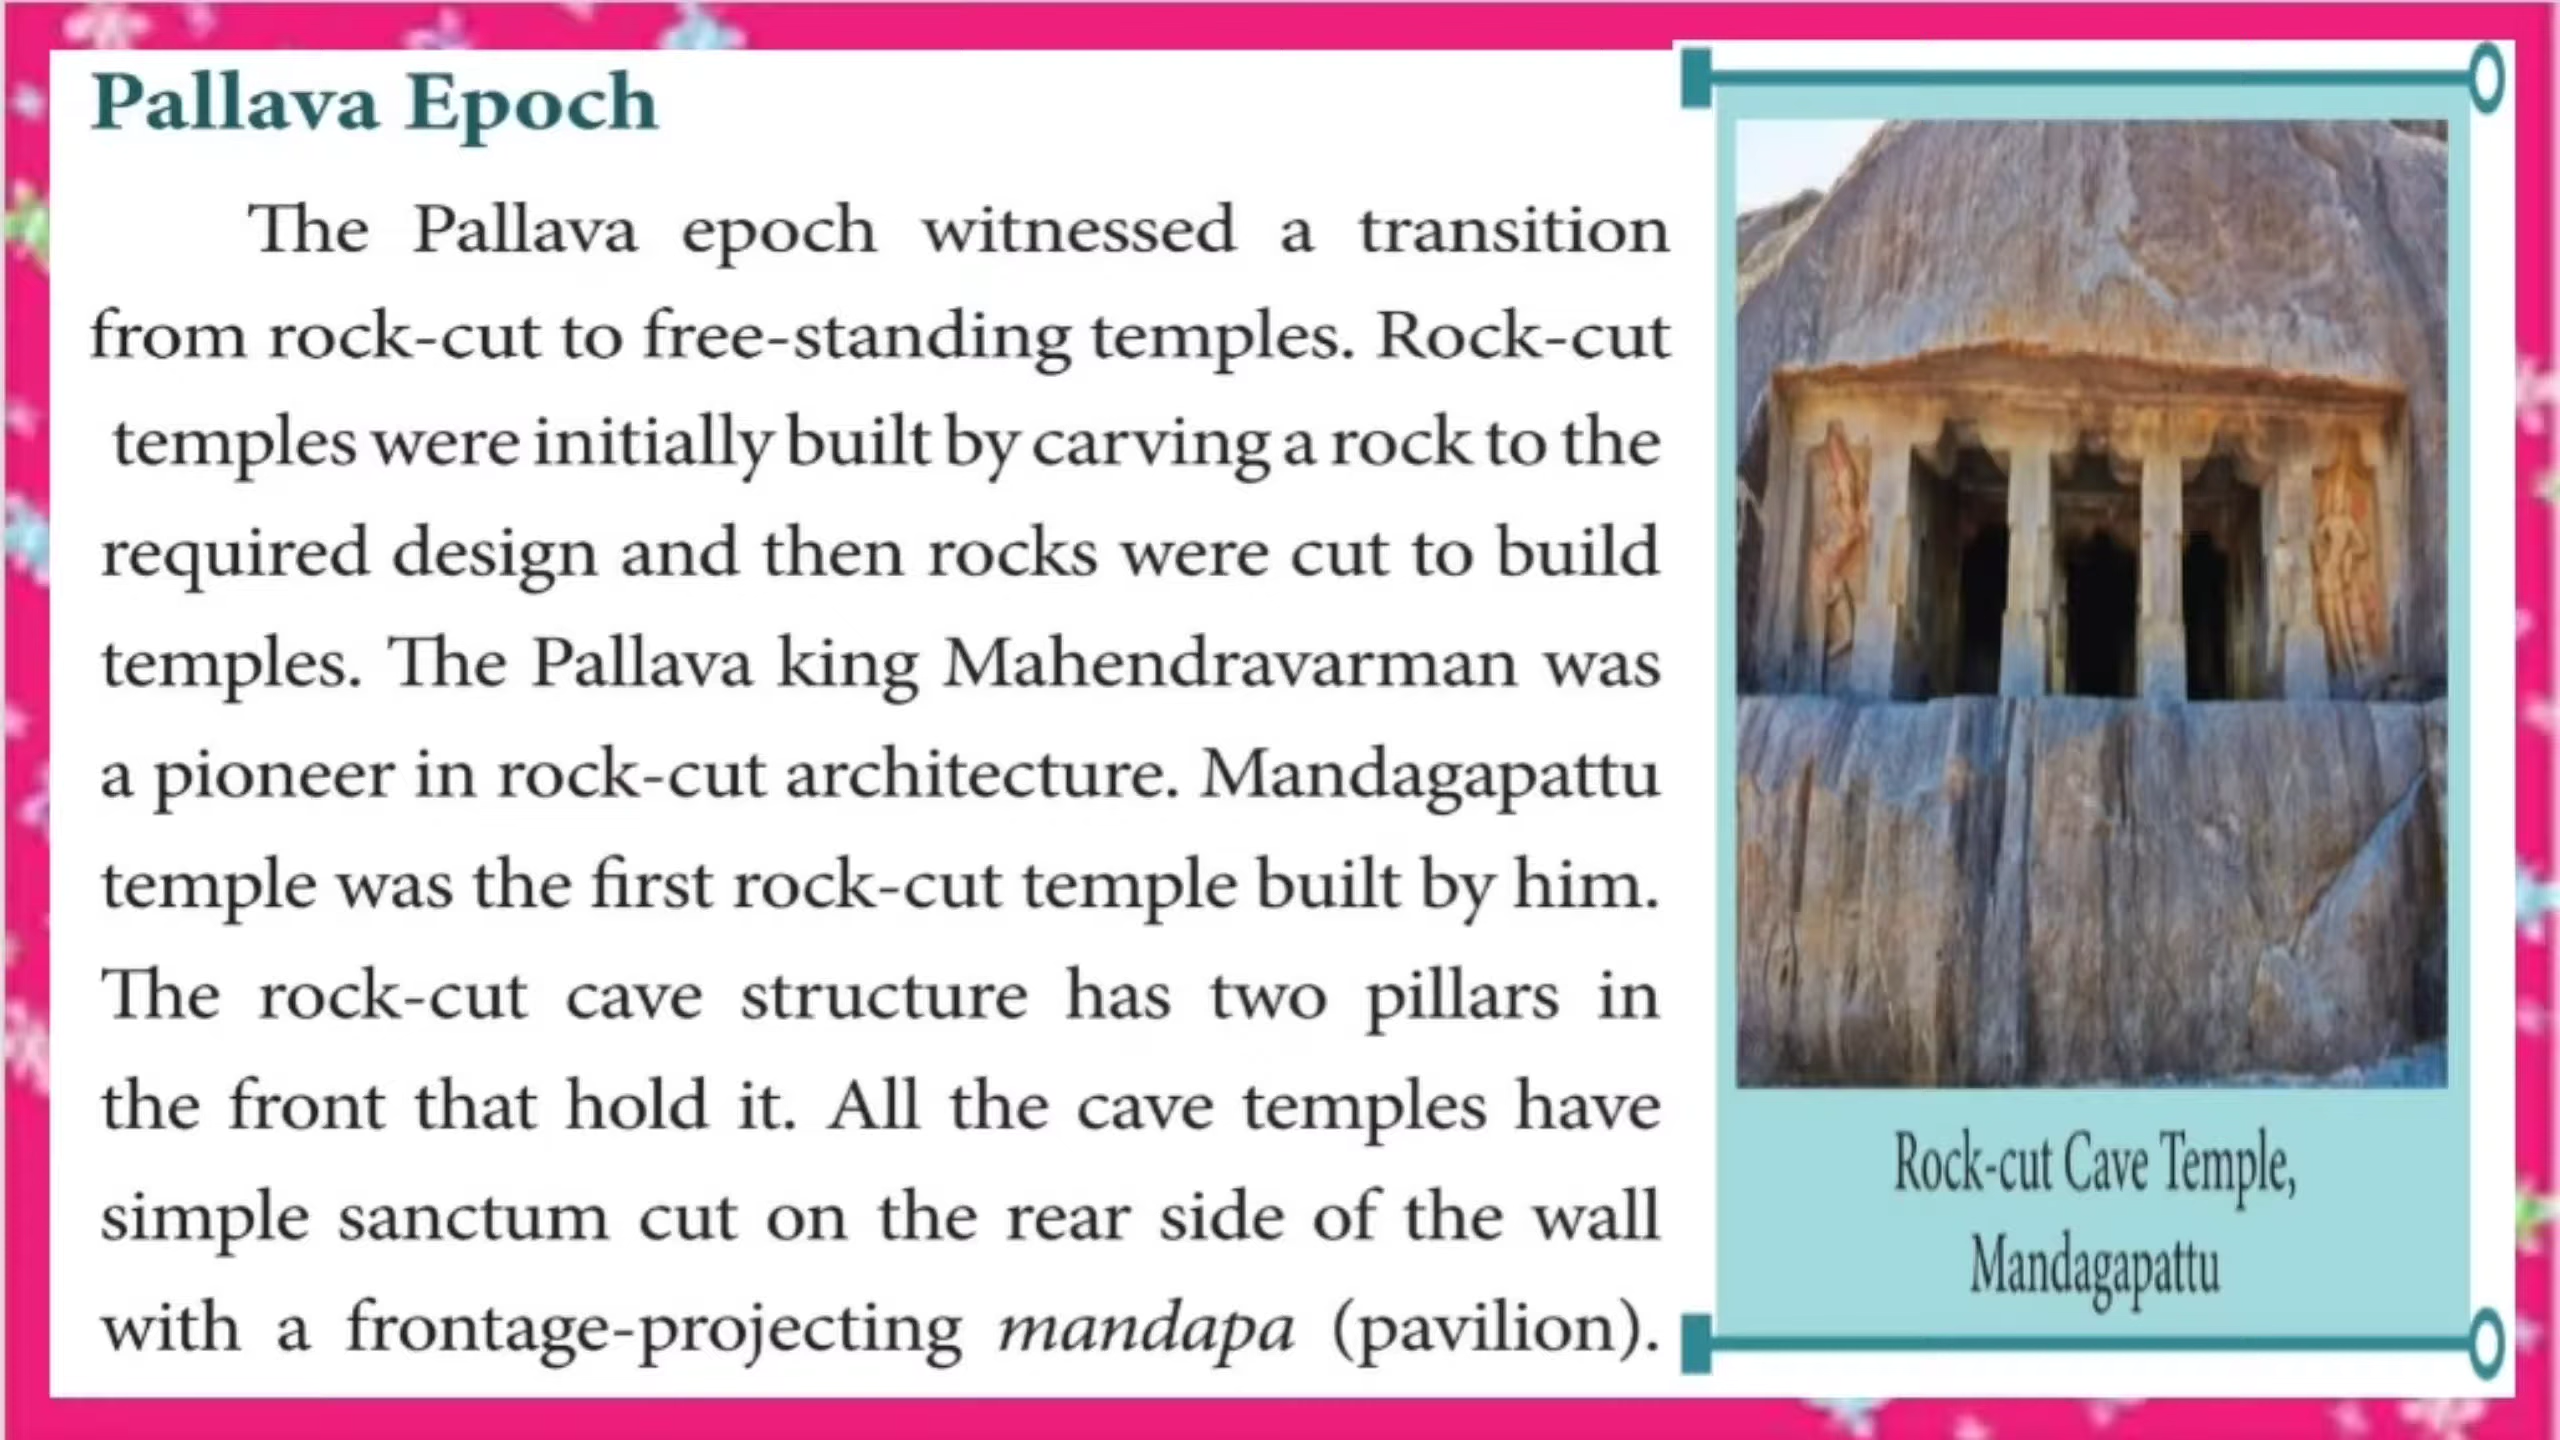 Pallava Epoch
The Pallava epoch witnessed a transition
from rock-cut to free-standing temples. Rock-cut
temples were initially built by carving a rock to the
required design and then rocks were cut to build
temples. The Pallava king Mahendravarman was
a pioneer in rock-cut architecture. Mandagapattu
temple was the first rock-cut temple built by him.
The rock-cut cave structure has two pillars in
the front that hold it. All the cave temples have
simple sanctum cut on the rear side of the wall
with a frontage-projecting mandapa (pavilion).
Rock-cut Cave Temple,
Mandagapattu